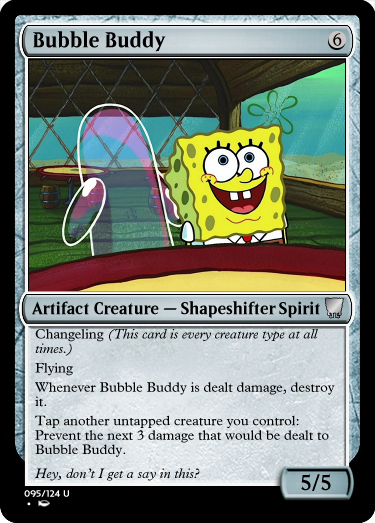 Bubble Buddy 6
Artifact Creature — Shapeshifter Spirit
Changeling (This card is every creature type at all
times.)
Flying
Whenever Bubble Buddy is dealt damage, destroy
it.
Tap another untapped creature you control:
Prevent the next 3 damage that would be dealt to
Bubble Buddy.
Hey, don't I get a say in this?
5/5
095/124 U